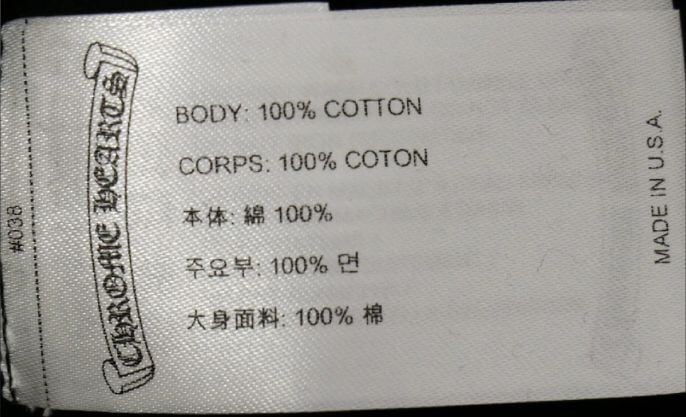 #038
CHROME HEARTS
BODY: 100% COTTON
CORPS: 100% COTON
本体: 綿 100%
주요부: 100% 면
大身面料: 100% 棉
MADE IN U.S.A.